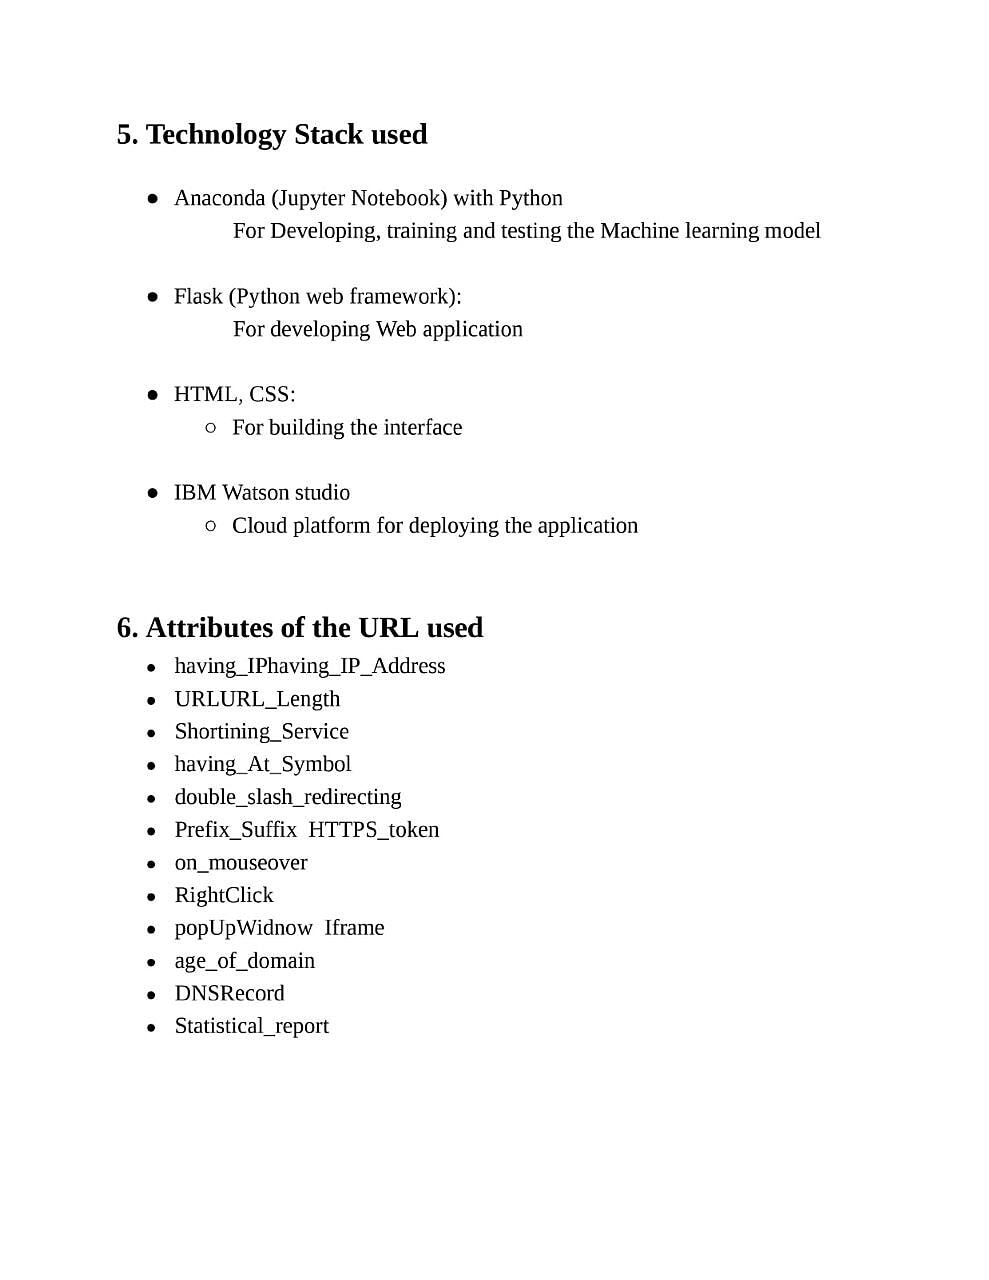 5. Technology Stack used
● Anaconda (Jupyter Notebook) with Python
For Developing, training and testing the Machine learning model
● Flask (Python web framework):
For developing Web application
● HTML, CSS:
○ For building the interface
● IBM Watson studio
○ Cloud platform for deploying the application
6. Attributes of the URL used
● having_IPhaving_IP_Address
● URLURL_Length
● Shortining_Service
● having_At_Symbol
● double_slash_redirecting
● Prefix_Suffix  HTTPS_token
● on_mouseover
● RightClick
● popUpWidnow  Iframe
● age_of_domain
● DNSRecord
● Statistical_report